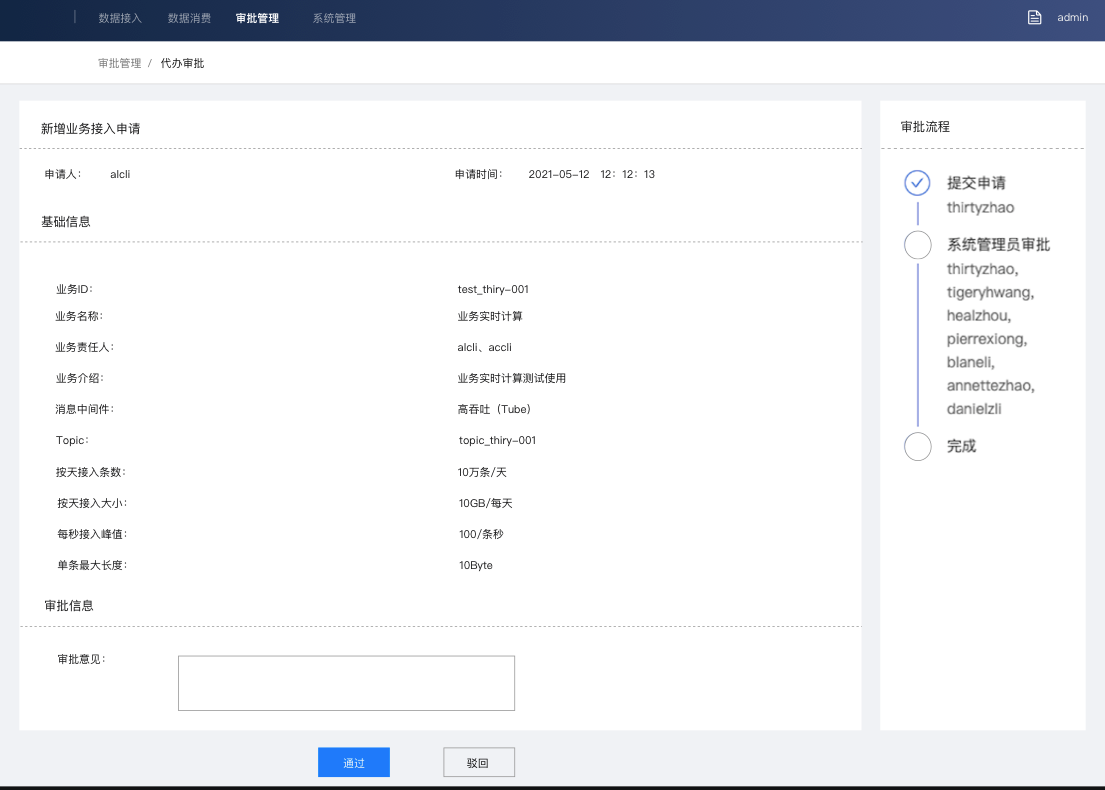 数据接入 数据消费 审批管理 系统管理 admin
审批管理 / 代办审批
新增业务接入申请
申请人： alcli 申请时间： 2021-05-12 12：12：13
基础信息
业务ID： test_thiry-001
业务名称： 业务实时计算
业务责任人： alcli、accli
业务介绍： 业务实时计算测试使用
消息中间件： 高吞吐（Tube）
Topic： topic_thiry-001
按天接入条数： 10万条/天
按天接入大小： 10GB/每天
每秒接入峰值： 100/条秒
单条最大长度： 10Byte
审批信息
审批意见：
通过 驳回
审批流程
提交申请
thirtyzhao
系统管理员审批
thirtyzhao,
tigeryhwang,
healzhou,
pierrexiong,
blaneli,
annettezhao,
danielzli
完成